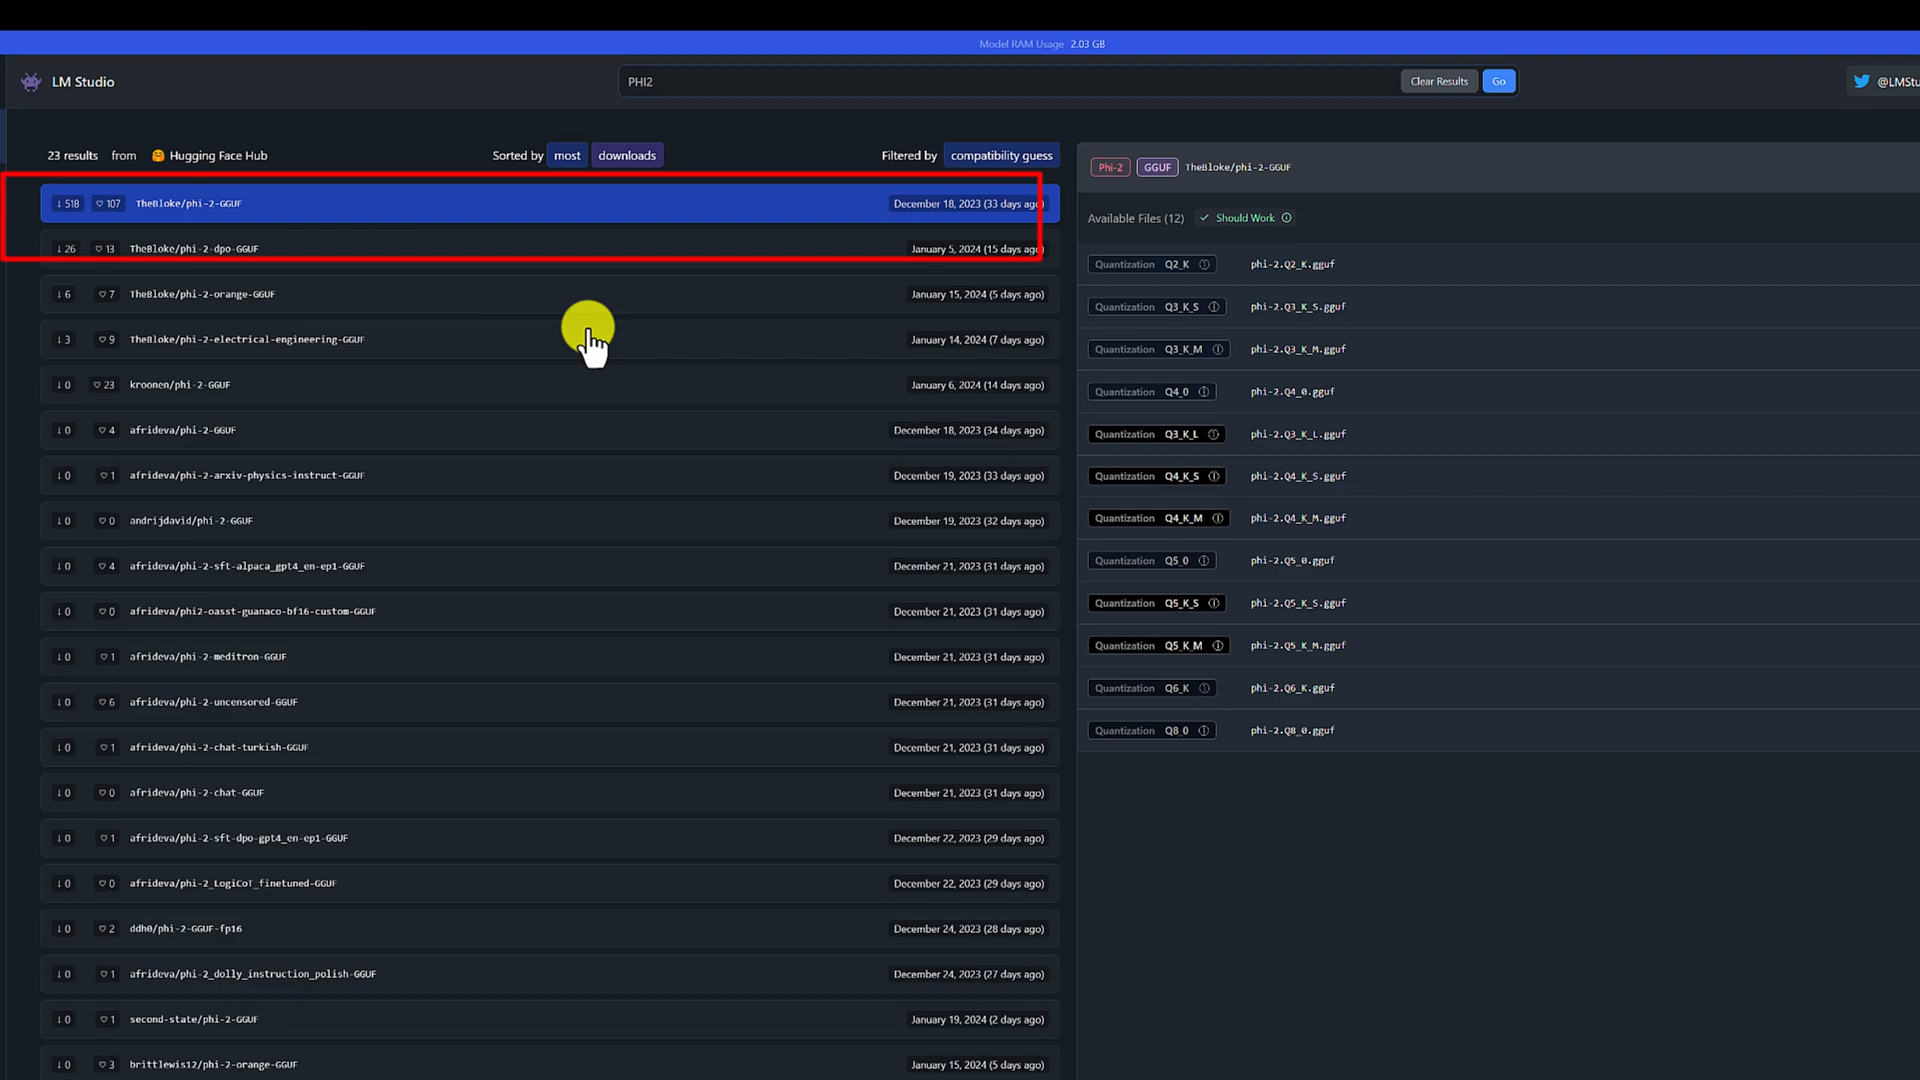 Model RAM Usage 2.03 GB
LM Studio
PHI2
Clear Results
Go
@LMStu
23 results from Hugging Face Hub
Sorted by most downloads
Filtered by compatibility guess
↓ 518 107 TheBloke/phi-2-GGUF December 18, 2023 (33 days ago)
↓ 26 13 TheBloke/phi-2-dpo-GGUF January 5, 2024 (15 days ago)
↓ 6 7 TheBloke/phi-2-orange-GGUF January 15, 2024 (5 days ago)
↓ 3 9 TheBloke/phi-2-electrical-engineering-GGUF January 14, 2024 (7 days ago)
↓ 0 23 kroonen/phi-2-GGUF January 6, 2024 (14 days ago)
↓ 0 4 afrideva/phi-2-GGUF December 18, 2023 (34 days ago)
↓ 0 1 afrideva/phi-2-arxiv-physics-instruct-GGUF December 19, 2023 (33 days ago)
↓ 0 0 andrijdavid/phi-2-GGUF December 19, 2023 (32 days ago)
↓ 0 4 afrideva/phi-2-sft-alpaca_gpt4_en-ep1-GGUF December 21, 2023 (31 days ago)
↓ 0 0 afrideva/phi2-oasst-guanaco-bf16-custom-GGUF December 21, 2023 (31 days ago)
↓ 0 1 afrideva/phi-2-meditron-GGUF December 21, 2023 (31 days ago)
↓ 0 6 afrideva/phi-2-uncensored-GGUF December 21, 2023 (31 days ago)
↓ 0 1 afrideva/phi-2-chat-turkish-GGUF December 21, 2023 (31 days ago)
↓ 0 0 afrideva/phi-2-chat-GGUF December 21, 2023 (31 days ago)
↓ 0 1 afrideva/phi-2-sft-dpo-gpt4_en-ep1-GGUF December 22, 2023 (29 days ago)
↓ 0 0 afrideva/phi-2_LogiCoT_finetuned-GGUF December 22, 2023 (29 days ago)
↓ 0 2 ddh0/phi-2-GGUF-fp16 December 24, 2023 (28 days ago)
↓ 0 1 afrideva/phi-2_dolly_instruction_polish-GGUF December 24, 2023 (27 days ago)
↓ 0 1 second-state/phi-2-GGUF January 19, 2024 (2 days ago)
↓ 0 3 brittlewis12/phi-2-orange-GGUF January 15, 2024 (5 days ago)
Phi-2 GGUF TheBloke/phi-2-GGUF
Available Files (12) ✓ Should Work
Quantization Q2_K phi-2.Q2_K.gguf
Quantization Q3_K_S phi-2.Q3_K_S.gguf
Quantization Q3_K_M phi-2.Q3_K_M.gguf
Quantization Q4_0 phi-2.Q4_0.gguf
Quantization Q3_K_L phi-2.Q3_K_L.gguf
Quantization Q4_K_S phi-2.Q4_K_S.gguf
Quantization Q4_K_M phi-2.Q4_K_M.gguf
Quantization Q5_0 phi-2.Q5_0.gguf
Quantization Q5_K_S phi-2.Q5_K_S.gguf
Quantization Q5_K_M phi-2.Q5_K_M.gguf
Quantization Q6_K phi-2.Q6_K.gguf
Quantization Q8_0 phi-2.Q8_0.gguf